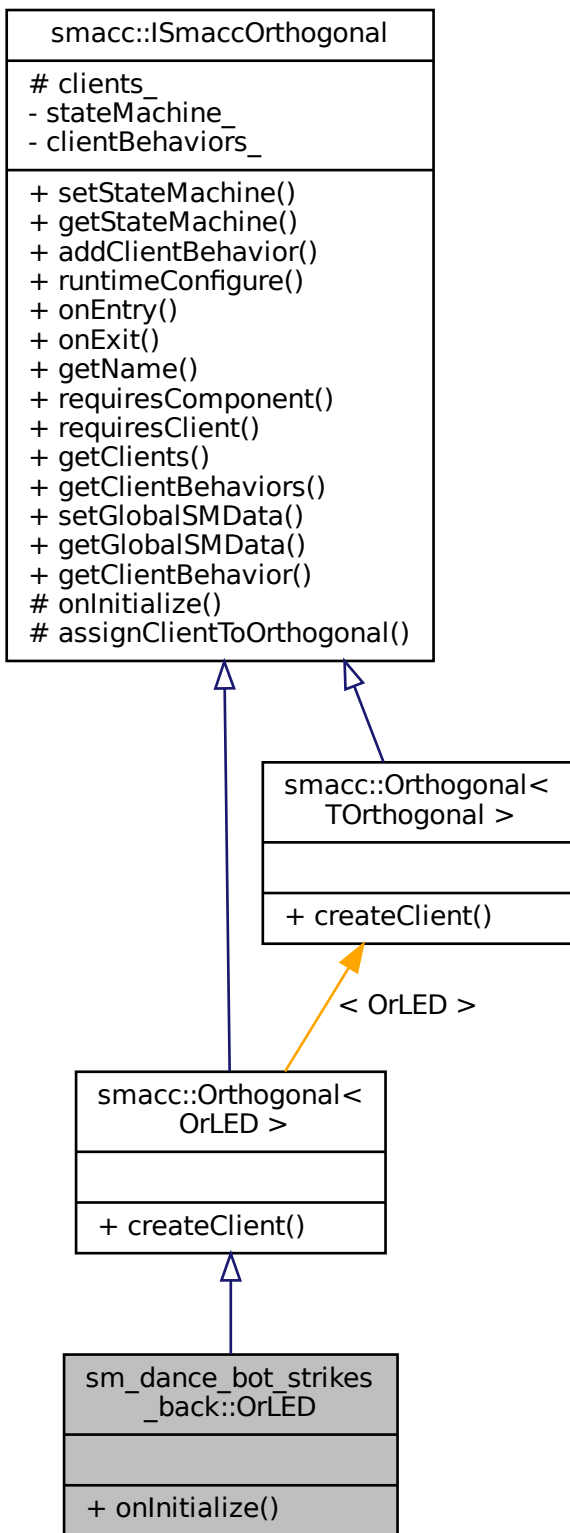 smacc::ISmaccOrthogonal
# clients_
- stateMachine_
- clientBehaviors_
+ setStateMachine()
+ getStateMachine()
+ addClientBehavior()
+ runtimeConfigure()
+ onEntry()
+ onExit()
+ getName()
+ requiresComponent()
+ requiresClient()
+ getClients()
+ getClientBehaviors()
+ setGlobalSMData()
+ getGlobalSMData()
+ getClientBehavior()
# onInitialize()
# assignClientToOrthogonal()
smacc::Orthogonal<
TOrthogonal >
+ createClient()
< OrLED >
smacc::Orthogonal<
OrLED >
+ createClient()
sm_dance_bot_strikes
_back::OrLED
+ onInitialize()